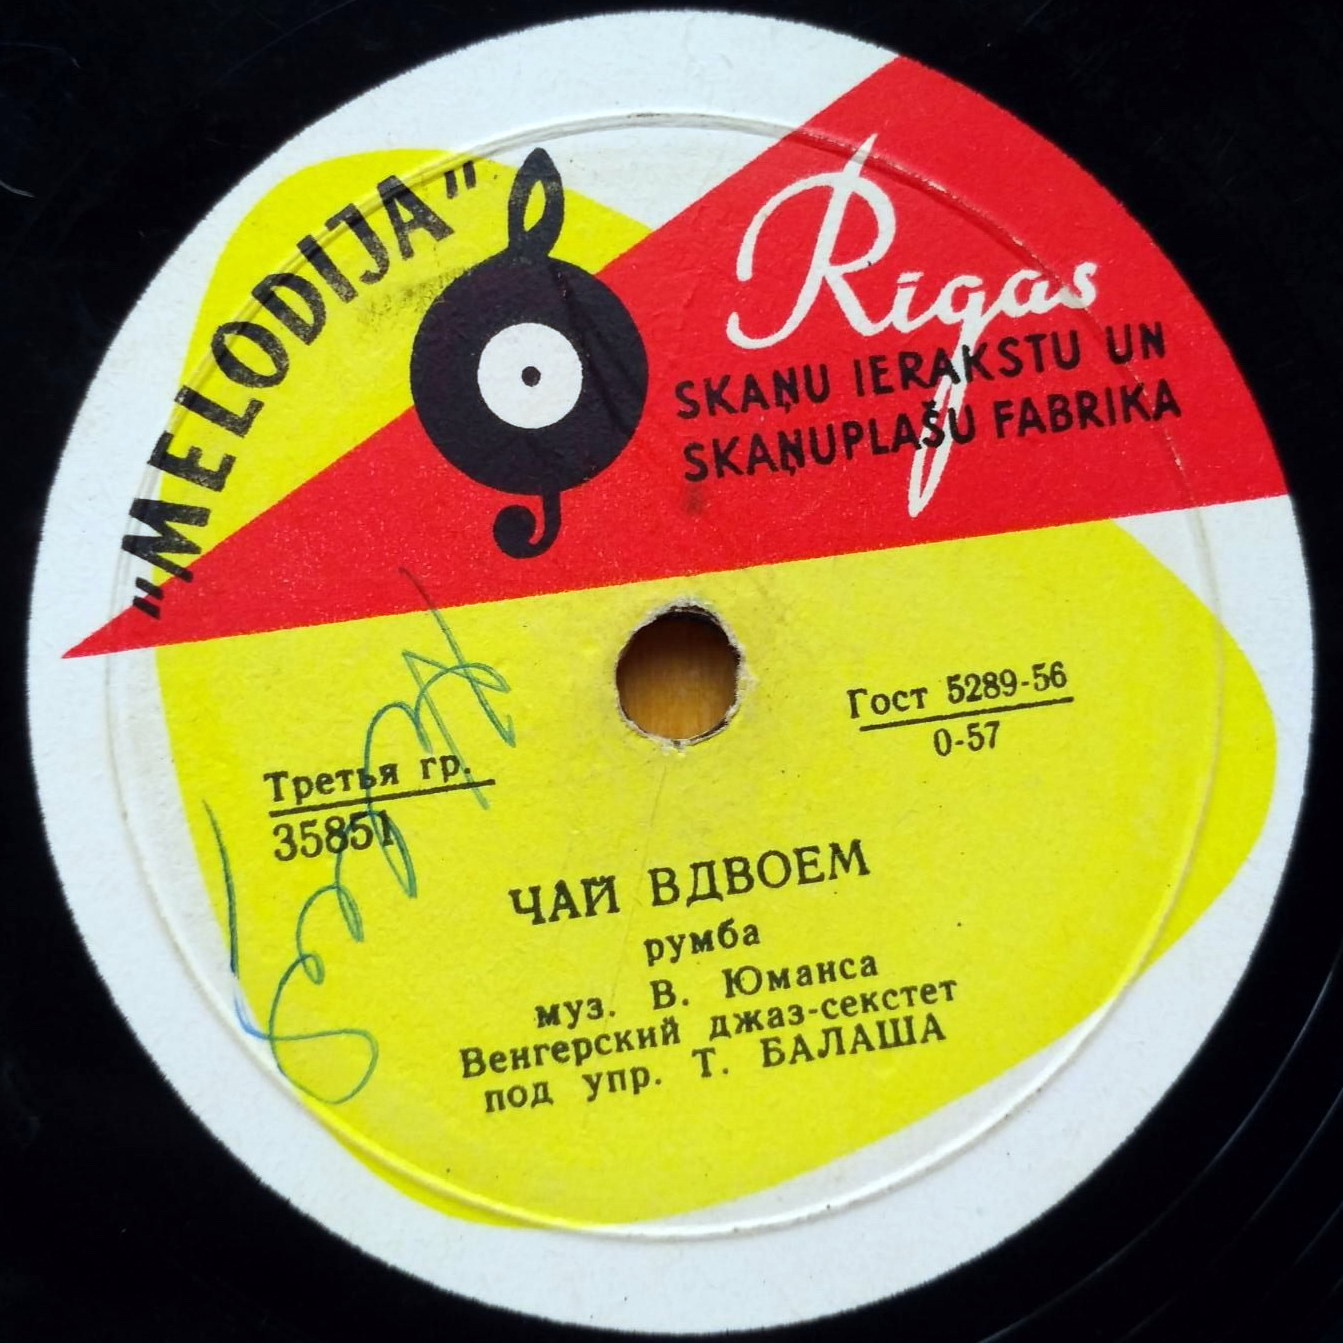 „MELODIJA”
Rīgas
SKAŅU IERAKSTU UN
SKAŅUPLAŠU FABRIKA
Гост 5289-56
0-57
Третья гр.
35851
ЧАЙ ВДВОЕМ
румба
муз. В. Юманса
Венгерский джаз-секстет
под упр. Т. БАЛАША